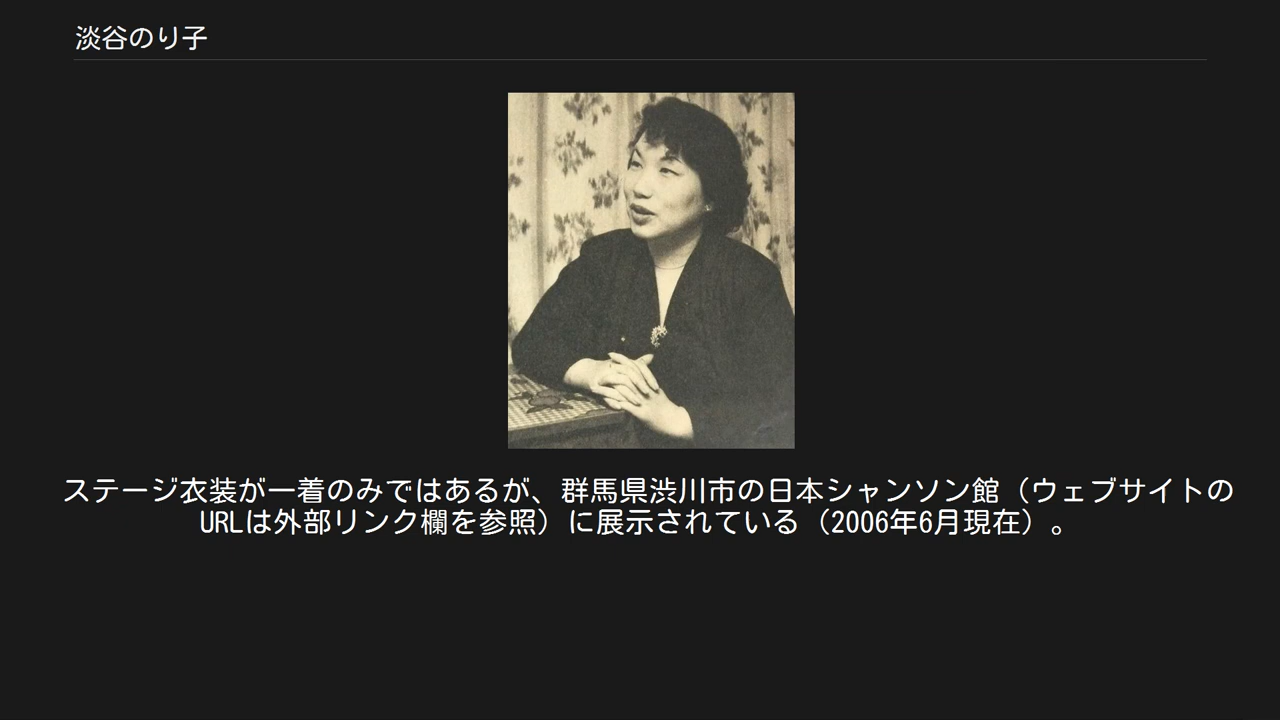 淡谷のり子
ステージ衣装が一着のみではあるが、群馬県渋川市の日本シャンソン館（ウェブサイトの
URLは外部リンク欄を参照）に展示されている（2006年6月現在）。